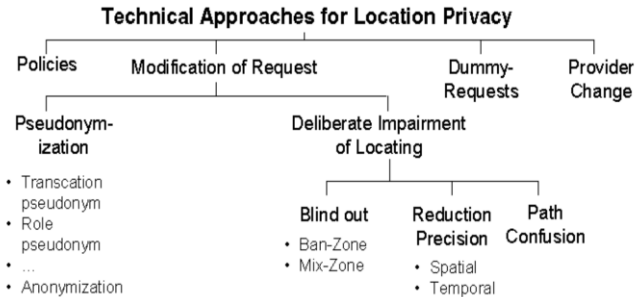 Technical Approaches for Location Privacy
Policies
Modification of Request
Dummy-
Requests
Provider
Change
Pseudonym-
ization
• Transcation
pseudonym
• Role
pseudonym
• ...
• Anonymization
Deliberate Impairment
of Locating
Blind out
• Ban-Zone
• Mix-Zone
Reduction
Precision
• Spatial
• Temporal
Path
Confusion